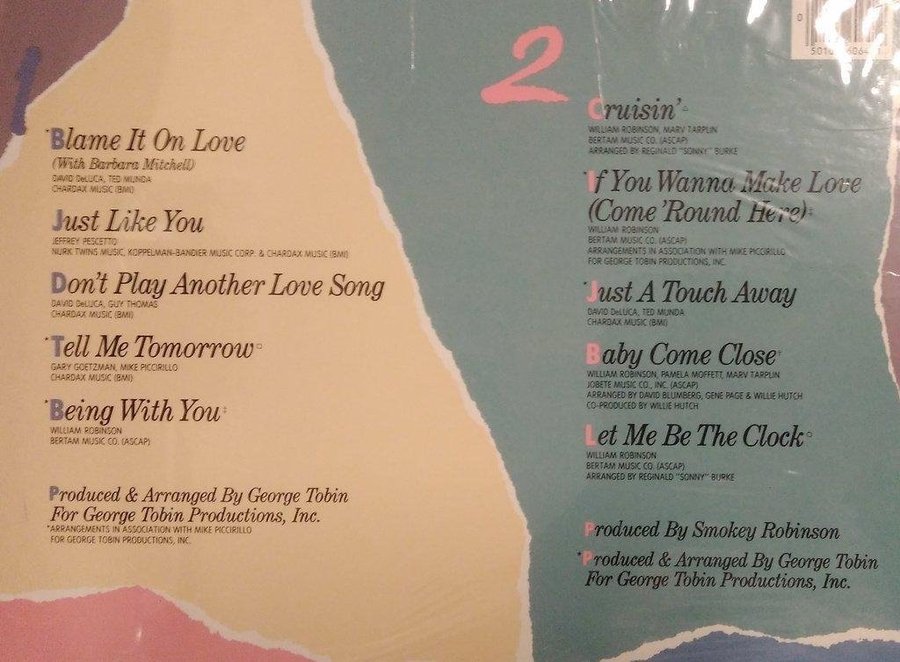 1
*Blame It On Love
(With Barbara Mitchell)
DAVID DeLUCA, TED MUNDA
CHARDAX MUSIC (BMI)
Just Like You
JEFFREY PESCETTO
NURK TWINS MUSIC, KOPPELMAN-BANDIER MUSIC CORP. & CHARDAX MUSIC (BMI)
Don't Play Another Love Song
DAVID DeLUCA, GUY THOMAS
CHARDAX MUSIC (BMI)
*Tell Me Tomorrow□
GARY GOETZMAN, MIKE PICCIRILLO
CHARDAX MUSIC (BMI)
*Being With You‡
WILLIAM ROBINSON
BERTAM MUSIC CO. (ASCAP)
Produced & Arranged By George Tobin
For George Tobin Productions, Inc.
*ARRANGEMENTS IN ASSOCIATION WITH MIKE PICCIRILLO
FOR GEORGE TOBIN PRODUCTIONS, INC.
2
Cruisin'△
WILLIAM ROBINSON, MARV TARPLIN
BERTAM MUSIC CO. (ASCAP)
ARRANGED BY REGINALD "SONNY" BURKE
*If You Wanna Make Love
(Come 'Round Here)‡
WILLIAM ROBINSON
BERTAM MUSIC CO. (ASCAP)
ARRANGEMENTS IN ASSOCIATION WITH MIKE PICCIRILLO
FOR GEORGE TOBIN PRODUCTIONS, INC.
*Just A Touch Away
DAVID DeLUCA, TED MUNDA
CHARDAX MUSIC (BMI)
Baby Come Close†
WILLIAM ROBINSON, PAMELA MOFFETT, MARV TARPLIN
JOBETE MUSIC CO., INC. (ASCAP)
ARRANGED BY DAVID BLUMBERG, GENE PAGE & WILLIE HUTCH
CO-PRODUCED BY WILLIE HUTCH
Let Me Be The Clock○
WILLIAM ROBINSON
BERTAM MUSIC CO. (ASCAP)
ARRANGED BY REGINALD "SONNY" BURKE
Produced By Smokey Robinson
*Produced & Arranged By George Tobin
For George Tobin Productions, Inc.
0